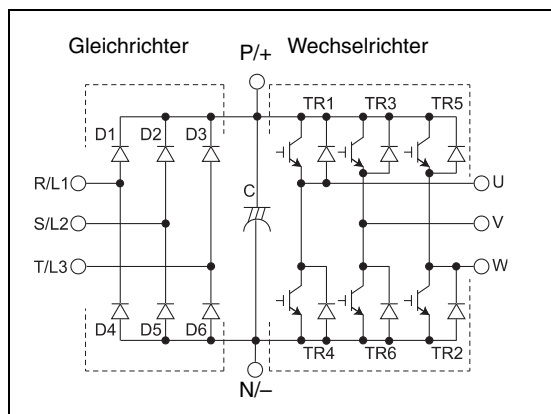 Gleichrichter
P/+
Wechselrichter
D1 D2 D3
TR1 TR3 TR5
R/L1
C
U
S/L2
V
T/L3
W
D4 D5 D6
TR4 TR6 TR2
N/–